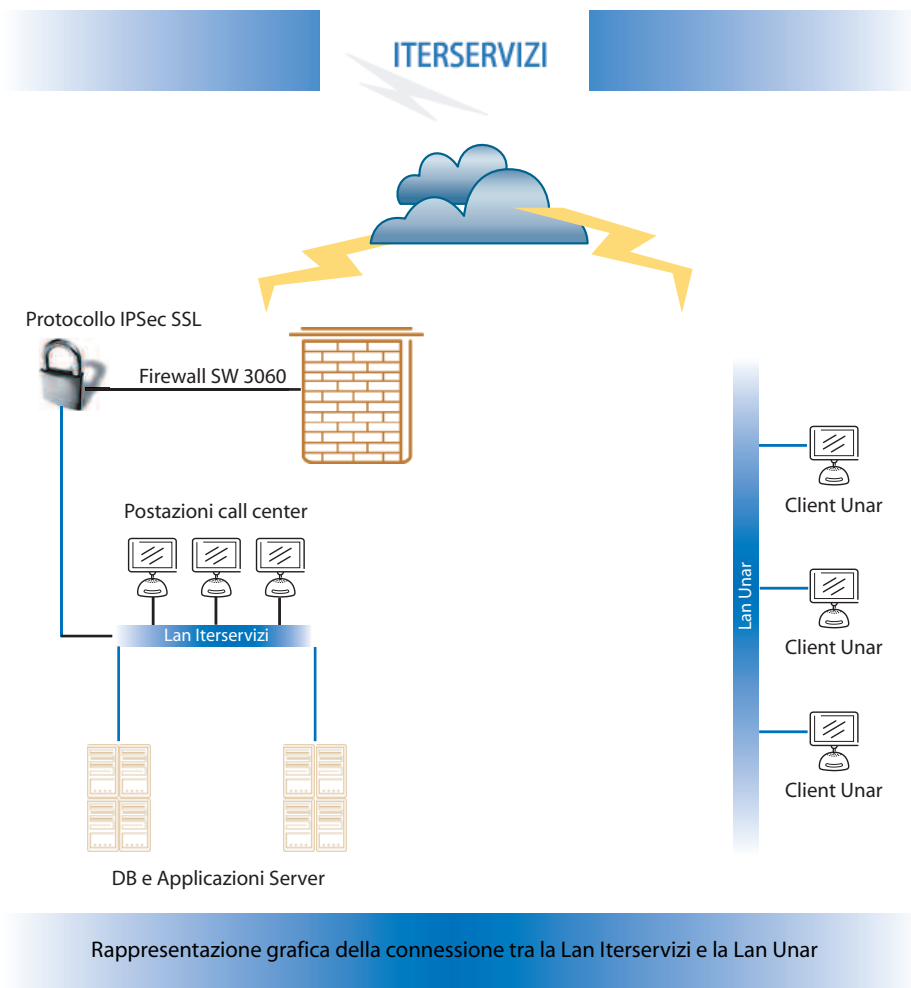 ITERSERVIZI
Protocollo IPSec SSL
Firewall SW 3060
Postazioni call center
Lan Iterservizi
DB e Applicazioni Server
Lan Unar
Client Unar
Client Unar
Client Unar
Rappresentazione grafica della connessione tra la Lan Iterservizi e la Lan Unar